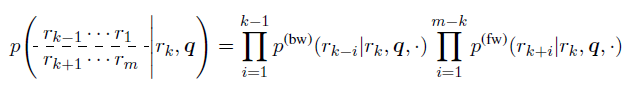 p( r_{k-1} ⋯ r_1 / r_{k+1} ⋯ r_m | r_k, q ) = ∏_{i=1}^{k-1} p^{(bw)}(r_{k-i}|r_k, q, ·) ∏_{i=1}^{m-k} p^{(fw)}(r_{k+i}|r_k, q, ·)